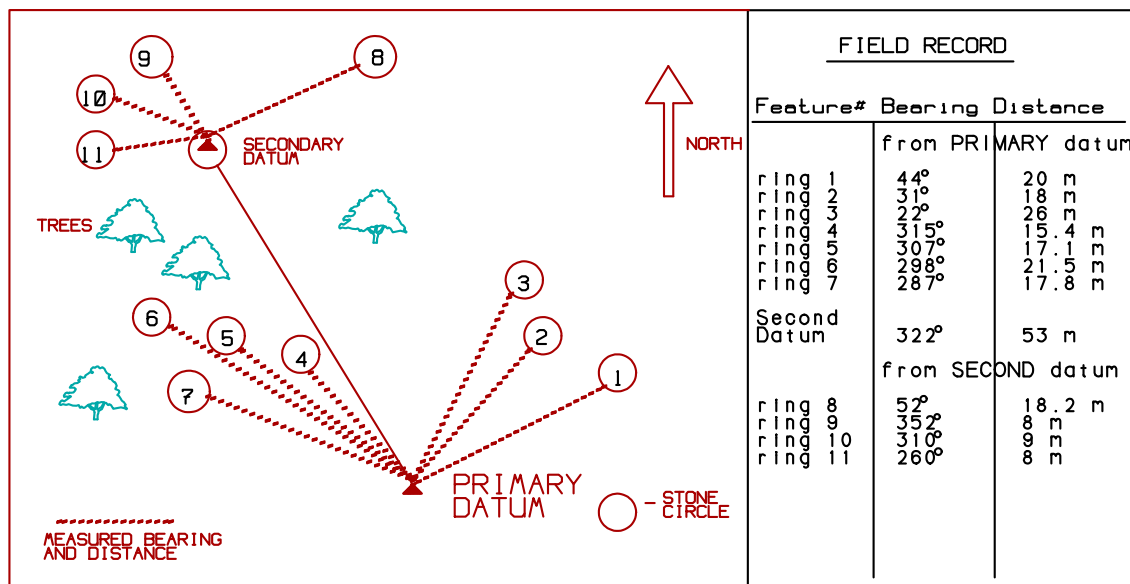 9
8
10
11
SECONDARY
DATUM
NORTH
TREES
3
6
5
2
4
7
1
PRIMARY
DATUM
- STONE
CIRCLE
MEASURED BEARING
AND DISTANCE
FIELD RECORD
Feature# Bearing Distance
from PRIMARY datum
ring 1 44° 20 m
ring 2 31° 18 m
ring 3 22° 26 m
ring 4 315° 15.4 m
ring 5 307° 17.1 m
ring 6 298° 21.5 m
ring 7 287° 17.8 m
Second
Datum 322° 53 m
from SECOND datum
ring 8 52° 18.2 m
ring 9 352° 8 m
ring 10 310° 9 m
ring 11 260° 8 m